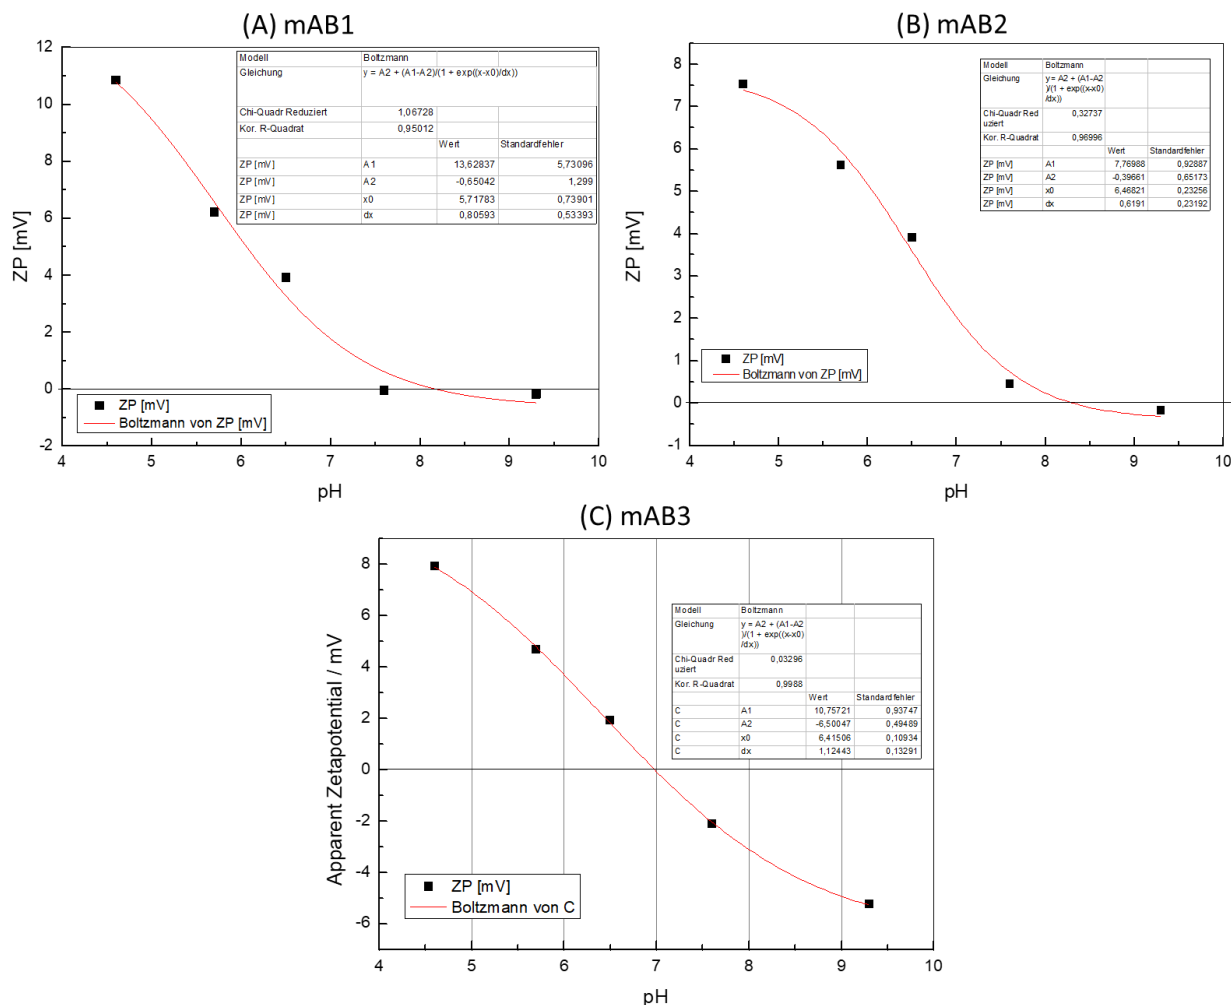 (A) mAB1
12
10
8
6
4
2
0
-2
ZP [mV]
Modell Boltzmann
Gleichung y = A2 + (A1-A2)/(1 + exp((x-x0)/dx))
Chi-Quadr Reduziert 1,06728
Kor. R-Quadrat 0,95012
Wert Standardfehler
ZP [mV] A1 13,62837 5,73096
ZP [mV] A2 -0,65042 1,299
ZP [mV] x0 5,71783 0,73901
ZP [mV] dx 0,80593 0,53393
ZP [mV]
Boltzmann von ZP [mV]
4 5 6 7 8 9 10
pH
(B) mAB2
8
7
6
5
4
3
2
1
0
-1
ZP [mV]
Modell Boltzmann
Gleichung y = A2 + (A1-A2
)/(1 + exp((x-x0)
/dx))
Chi-Quadr Red
uziert 0,32737
Kor. R-Quadrat 0,96996
Wert Standardfehler
ZP [mV] A1 7,76988 0,92887
ZP [mV] A2 -0,39661 0,65173
ZP [mV] x0 6,46821 0,23256
ZP [mV] dx 0,6191 0,23192
ZP [mV]
Boltzmann von ZP [mV]
4 5 6 7 8 9 10
pH
(C) mAB3
8
6
4
2
0
-2
-4
-6
Apparent Zetapotential / mV
Modell Boltzmann
Gleichung y = A2 + (A1-A2
)/(1 + exp((x-x0)
/dx))
Chi-Quadr Red
uziert 0,03296
Kor. R-Quadrat 0,9988
Wert Standardfehler
C A1 10,75721 0,93747
C A2 -6,50047 0,49489
C x0 6,41506 0,10934
C dx 1,12443 0,13291
ZP [mV]
Boltzmann von C
4 5 6 7 8 9 10
pH